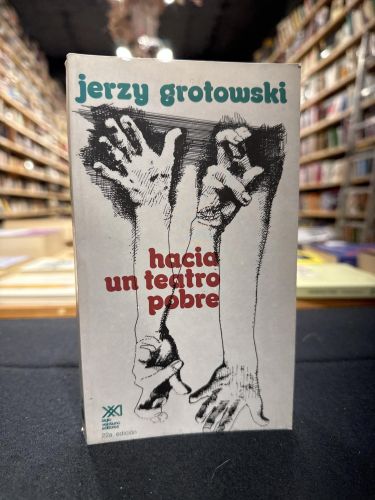 jerzy grotowski
hacia
un teatro
pobre
siglo
veintiuno
editores
22a. edición